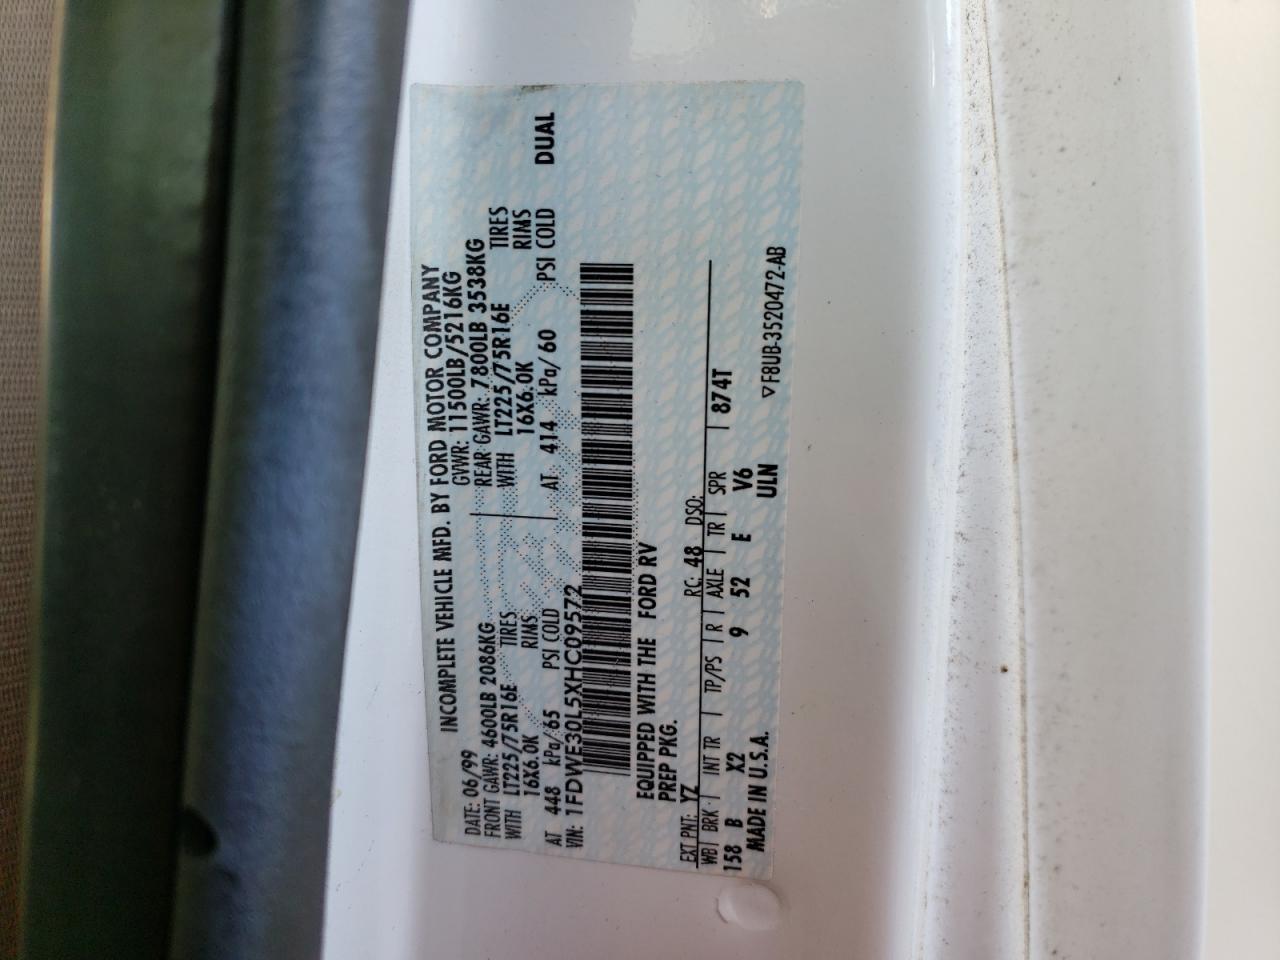 INCOMPLETE VEHICLE MFD. BY FORD MOTOR COMPANY
DATE: 06/99 GVWR: 11500LB/5216KG
FRONT GAWR: 4600LB 2086KG REAR GAWR: 7800LB 3538KG
WITH LT225/75R16E TIRES WITH LT225/75R16E TIRES
16X6.0K RIMS 16X6.0K RIMS
AT 448 kPa/65 PSI COLD AT 414 kPa/60 PSI COLD DUAL
VIN: 1FDWE30L5XHC09572
EQUIPPED WITH THE FORD RV
PREP PKG.
EXT PNT: YZ RC: 48 DSO:
WB BRK INT TR TP/PS R AXLE TR SPR 874T
158 B X2 9 52 E V6
MADE IN U.S.A. ULN
▽F8UB-3520472-AB